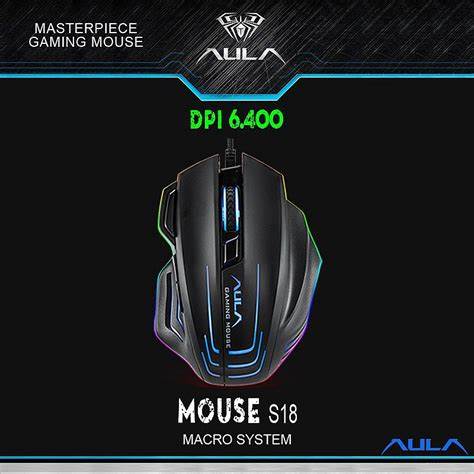 MASTERPIECE
GAMING MOUSE
AULA
DPI 6.400
AULA
GAMING MOUSE
MOUSE S18
MACRO SYSTEM
AULA